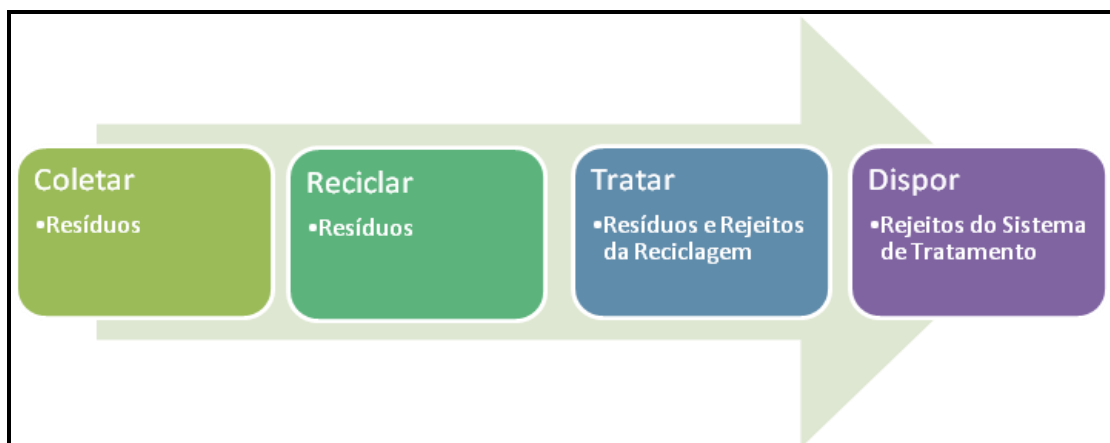 Coletar
•Resíduos
Reciclar
•Resíduos
Tratar
•Resíduos e Rejeitos
da Reciclagem
Dispor
•Rejeitos do Sistema
de Tratamento